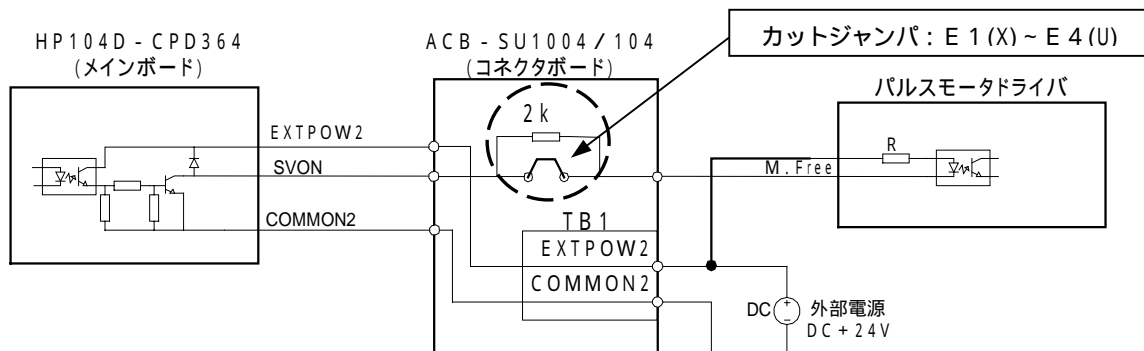 HP104D-CPD364
(メインボード)
ACB-SU1004/104
(コネクタボード)
カットジャンパ:E1(X)~E4(U)
パルスモータドライバ
2k
R
EXTPOW2
SVON
M.Free
COMMON2
TB1
EXTPOW2
COMMON2
DC
外部電源
DC+24V